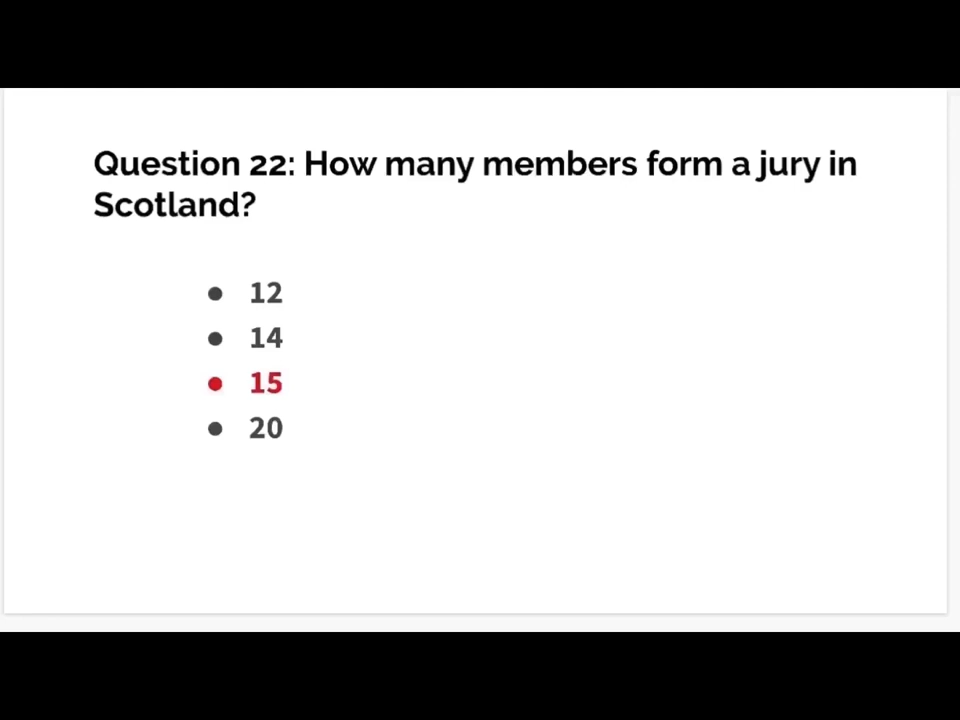 Question 22: How many members form a jury in
Scotland?
● 12
● 14
● 15
● 20